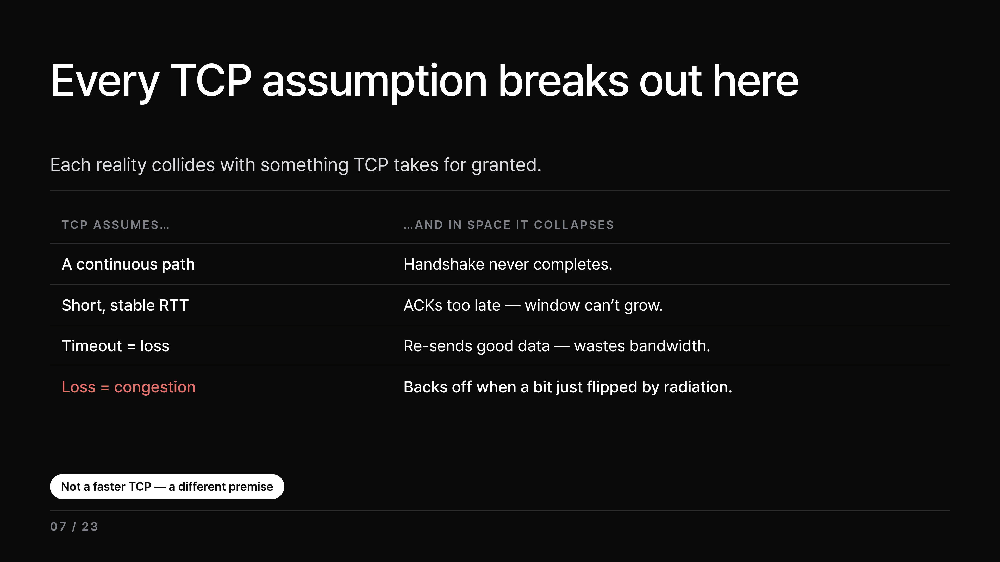 Every TCP assumption breaks out here
Each reality collides with something TCP takes for granted.
TCP ASSUMES…
…AND IN SPACE IT COLLAPSES
A continuous path
Handshake never completes.
Short, stable RTT
ACKs too late — window can’t grow.
Timeout = loss
Re-sends good data — wastes bandwidth.
Loss = congestion
Backs off when a bit just flipped by radiation.
Not a faster TCP — a different premise
07 / 23